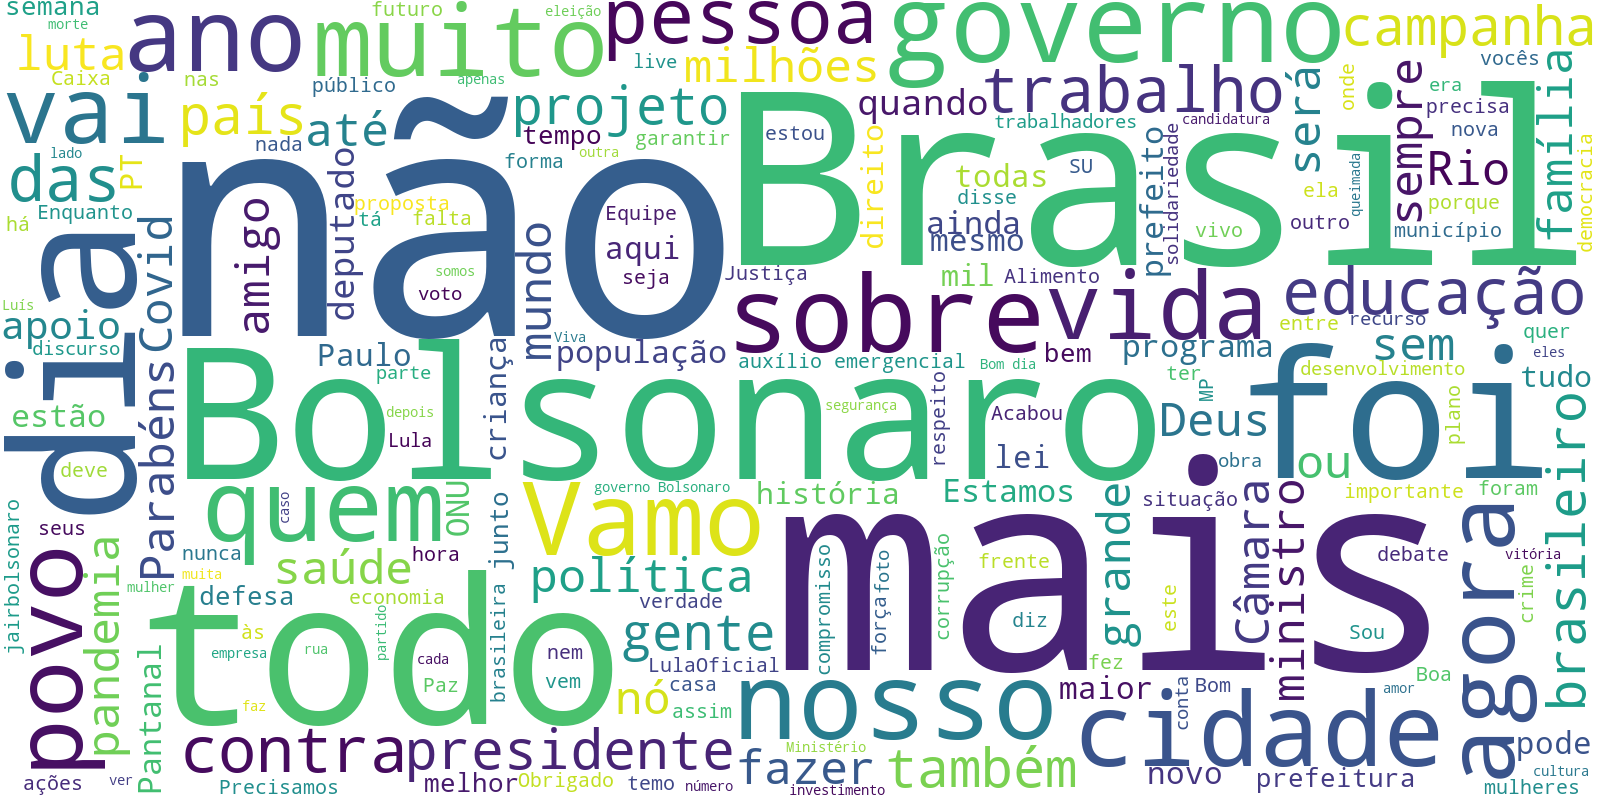 semana
morte
luta
ano
muito
futuro
eleição
pessoa
governo
campanha
Caixa
nas
público
apenas
live
milhões
vocês
vai
país
até
projeto
quando
trabalho
será
onde
sempre
era
precisa
nova
família
nada
tempo
garantir
estou
trabalhadores
candidatura
lado
das
PT
não
forma
outra
Brasil
direito
todas
SU
prefeito
solidariedade
ela
queimada
Rio
porque
democracia
há
Enquanto
deputado
proposta
tá
falta
Equipe
disse
ainda
mesmo
vivo
outro
município
dia
Covid
amigo
somos
voto
mundo
aqui
seja
Justiça
mil
Alimento
educação
Luís
apoio
discurso
Paulo
parte
criança
Viva
população
sobre
vida
auxílio emergencial
Bom dia
bem
programa
entre
recurso
sem
quer
eles
estão
Parabéns
Bolsonaro
depois
Lula
segurança
respeito
Acabou
ter
MP
Deus
foi
desenvolvimento
tudo
deve
lei
obra
ou
plano
brasileiro
jairbolsonaro
seus
quem
caso
ONU
Vamo
governo Bolsonaro
história
Estamos
grande
situação
importante
foram
povo
pandemia
nunca
muita
mulher
saúde
hora
brasileira junto
política
mais
Câmara
ministro
debate
agora
vitória
defesa
economia
verdade
compromisso
força
foto
corrupção
frente
este
crime
todo
às
empresa
rua
partido
cada
Paz
nem
vem
gente
LulaOficial
diz
Sou
Pantanal
faz
nó
casa
assim
nosso
maior
fez
conta
Bom
amor
Boa
contra
presidente
Ministério
cidade
pode
ações
ver
Precisamos
melhor
Obrigado
temo
número
fazer
investimento
também
novo
prefeitura
cultura
mulheres